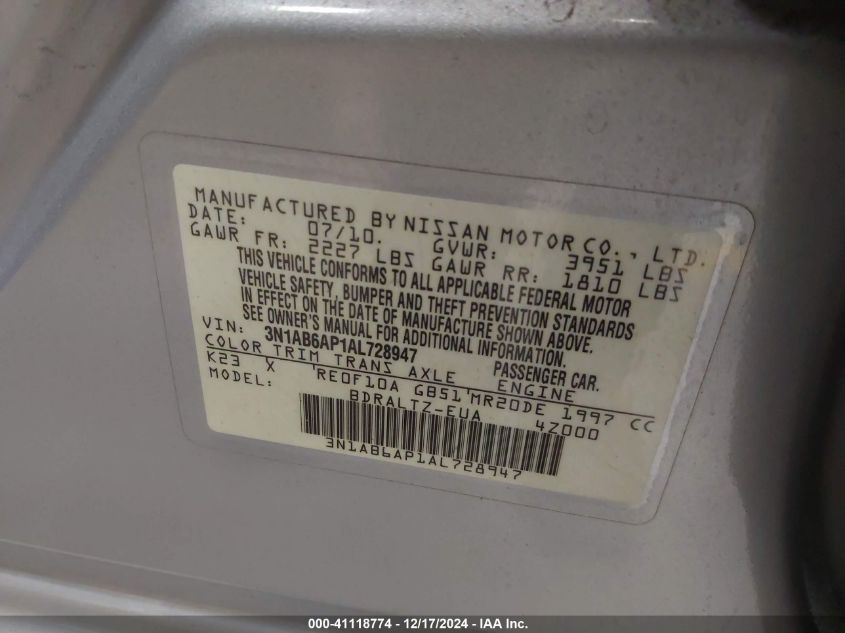 MANUFACTURED BY NISSAN MOTOR CO., LTD.
DATE: 07/10. GVWR: 3951 LBS
GAWR FR: 2227 LBS GAWR RR: 1810 LBS
THIS VEHICLE CONFORMS TO ALL APPLICABLE FEDERAL MOTOR
VEHICLE SAFETY, BUMPER AND THEFT PREVENTION STANDARDS
IN EFFECT ON THE DATE OF MANUFACTURE SHOWN ABOVE.
SEE OWNER'S MANUAL FOR ADDITIONAL INFORMATION.
VIN: 3N1AB6AP1AL728947 PASSENGER CAR.
COLOR TRIM TRANS AXLE ENGINE
K23 X RE0F10A GB51 MR20DE 1997 CC
MODEL: BDRALTZ-EUA 4Z000
3N1AB6AP1AL728947
000-41118774 - 12/17/2024 - IAA Inc.